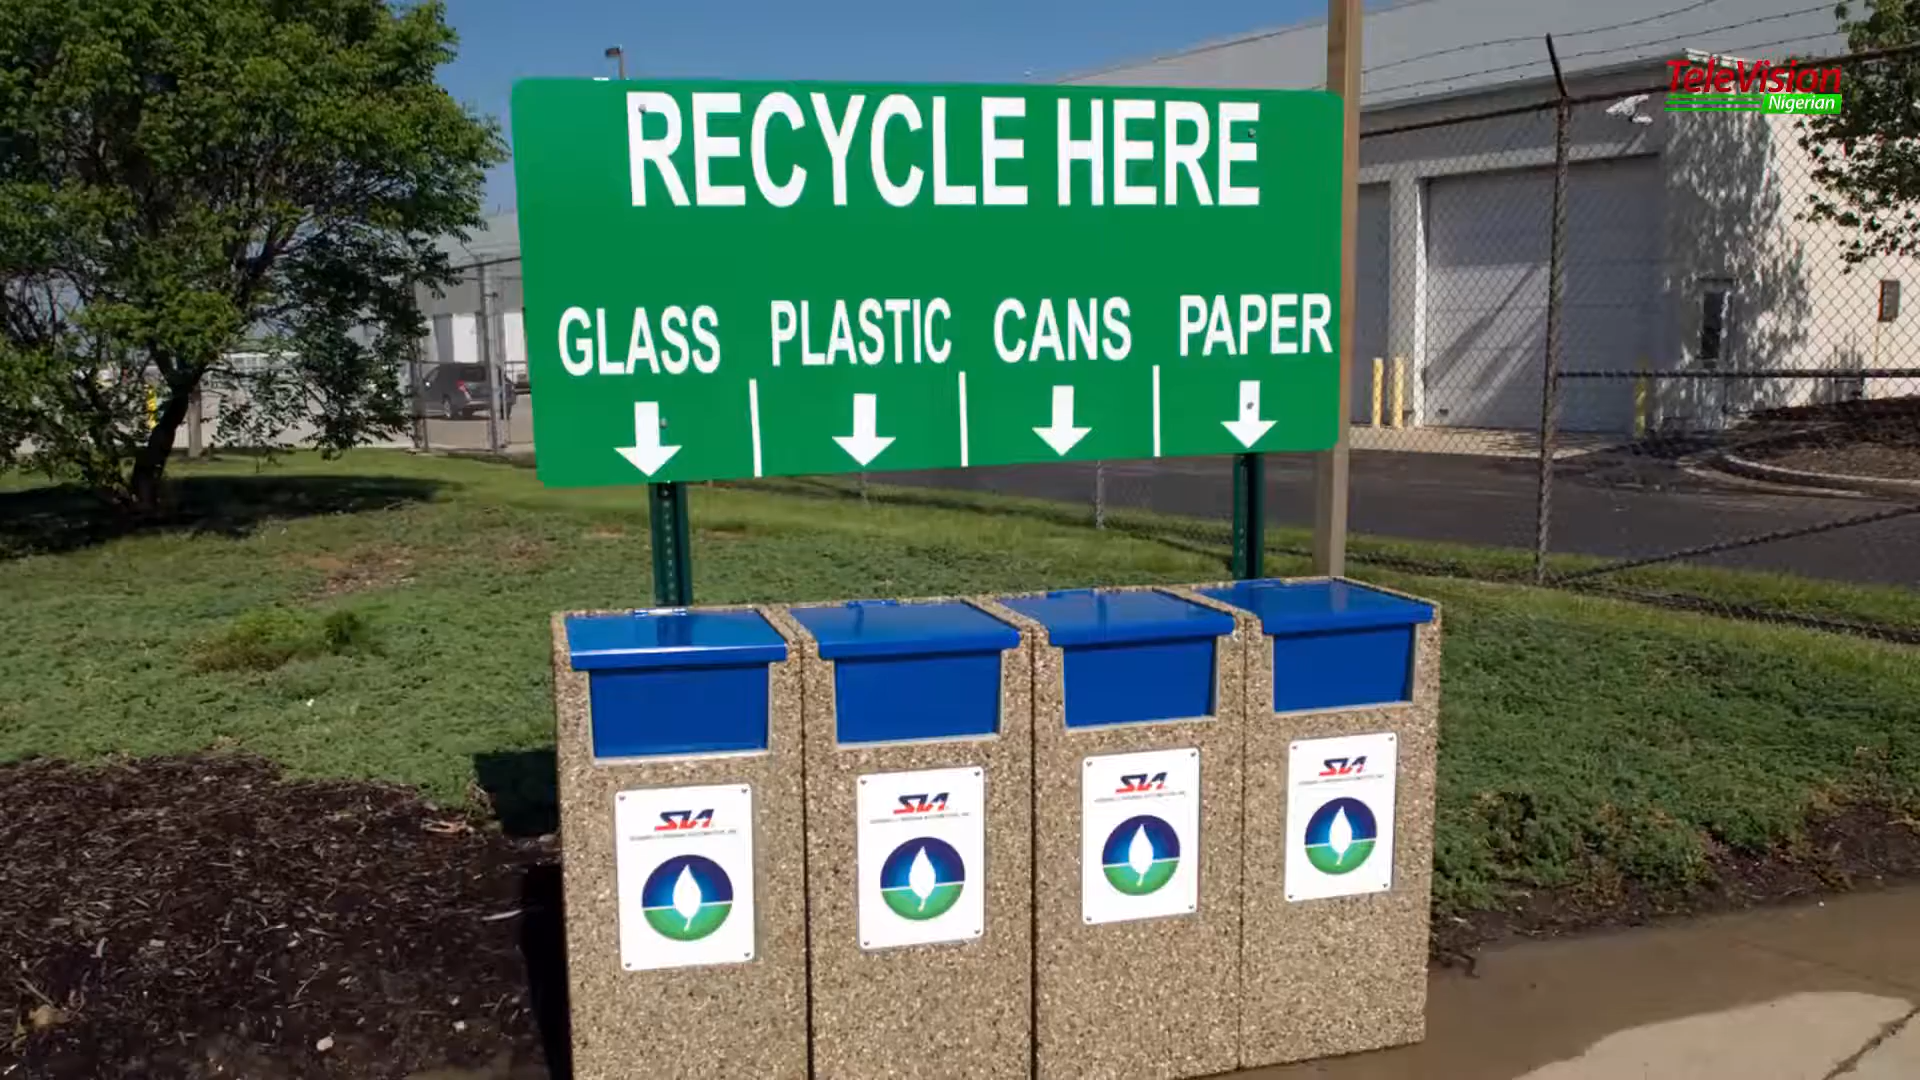 TeleVision
Nigerian
RECYCLE HERE
GLASS PLASTIC CANS PAPER
SIA
SIA
SIA
SIA